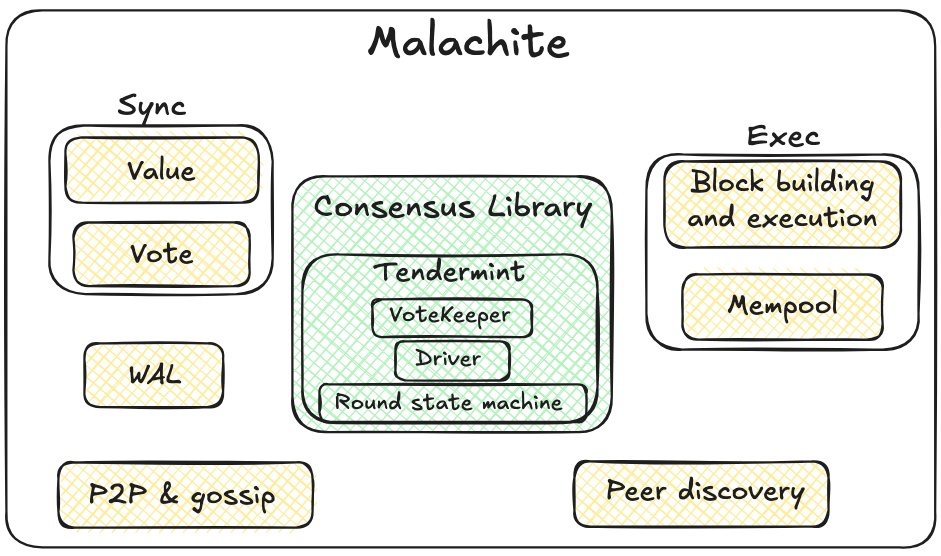 Malachite
Sync
Value
Vote
WAL
P2P & gossip
Consensus Library
Tendermint
VoteKeeper
Driver
Round state machine
Exec
Block building
and execution
Mempool
Peer discovery